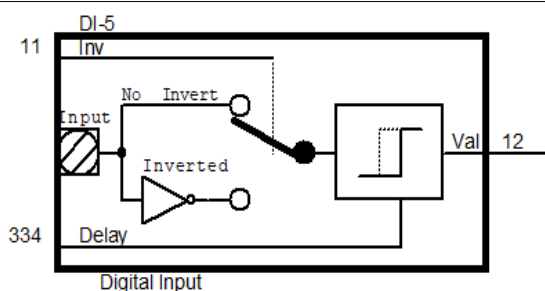 DI-5
11 Inv
No Invert
Input
Val 12
Inverted
334 Delay
Digital Input